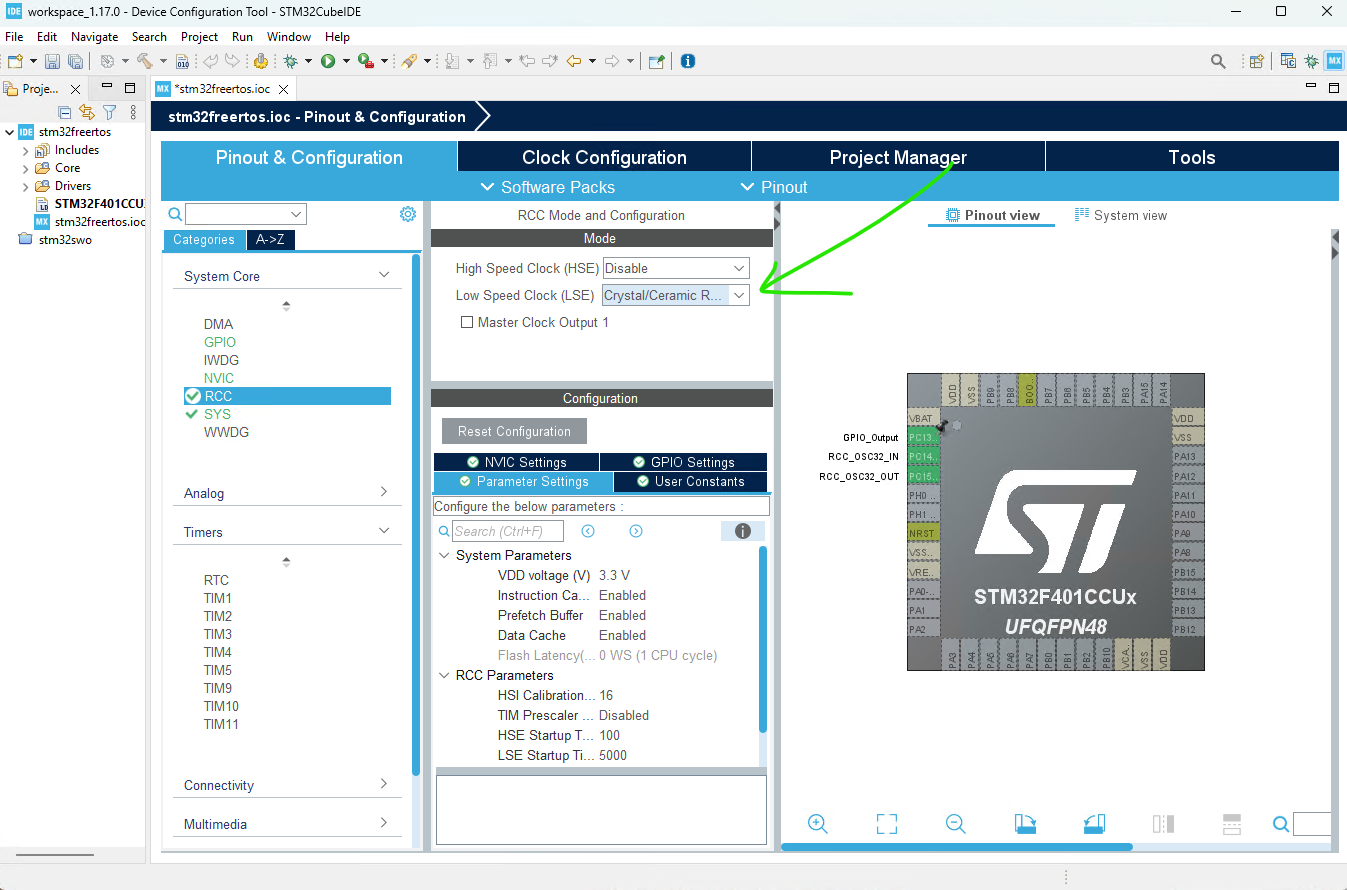 IDE workspace_1.17.0 - Device Configuration Tool - STM32CubeIDE
File Edit Navigate Search Project Run Window Help
Proje...
MX *stm32freertos.ioc
IDE stm32freertos
Includes
Core
Drivers
STM32F401CCU
MX stm32freertos.ioc
stm32swo
stm32freertos.ioc - Pinout & Configuration
Pinout & Configuration
Clock Configuration
Project Manager
Tools
Software Packs
Pinout
Categories
A->Z
System Core
DMA
GPIO
IWDG
NVIC
RCC
SYS
WWDG
Analog
Timers
RTC
TIM1
TIM2
TIM3
TIM4
TIM5
TIM9
TIM10
TIM11
Connectivity
Multimedia
RCC Mode and Configuration
Mode
High Speed Clock (HSE) Disable
Low Speed Clock (LSE) Crystal/Ceramic R...
Master Clock Output 1
Configuration
Reset Configuration
NVIC Settings
GPIO Settings
Parameter Settings
User Constants
Configure the below parameters :
Search (Ctrl+F)
System Parameters
VDD voltage (V) 3.3 V
Instruction Ca... Enabled
Prefetch Buffer Enabled
Data Cache Enabled
Flash Latency(... 0 WS (1 CPU cycle)
RCC Parameters
HSI Calibration... 16
TIM Prescaler ... Disabled
HSE Startup T... 100
LSE Startup Ti... 5000
Pinout view
System view
VDD VSS PB9 PB8 BOO.. PB7 PB6 PB5 PB4 PB3 PA15 PA14
VBAT
GPIO_Output PC13..
RCC_OSC32_IN PC14..
RCC_OSC32_OUT PC15..
PH0 ..
PH1 ..
NRST
VSS..
VRE..
PA0-..
PA1
PA2
VDD
VSS
PA13
PA12
PA11
PA10
PA9
PA8
PB15
PB14
PB13
PB12
STM32F401CCUx
UFQFPN48
PA3 PA4 PA5 PA6 PA7 PB0 PB1 PB2 PB10 VCA.. VSS VDD